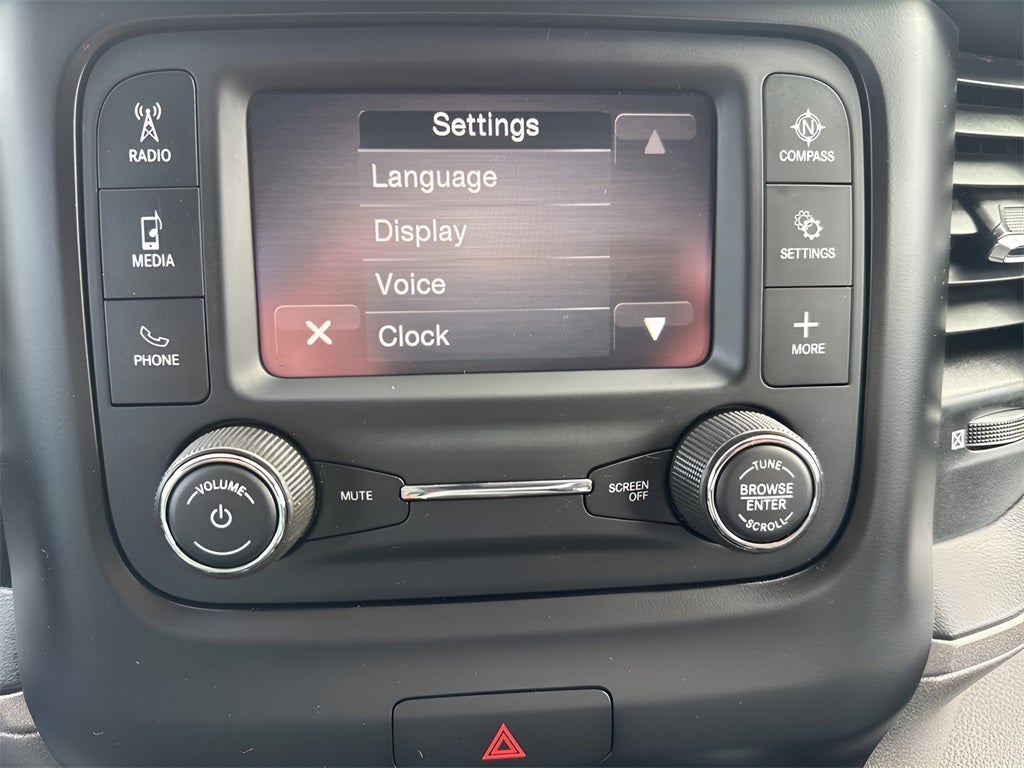 RADIO
MEDIA
PHONE
Settings
Language
Display
Voice
Clock
N
COMPASS
SETTINGS
MORE
VOLUME
MUTE
SCREEN
OFF
TUNE
BROWSE
ENTER
SCROLL